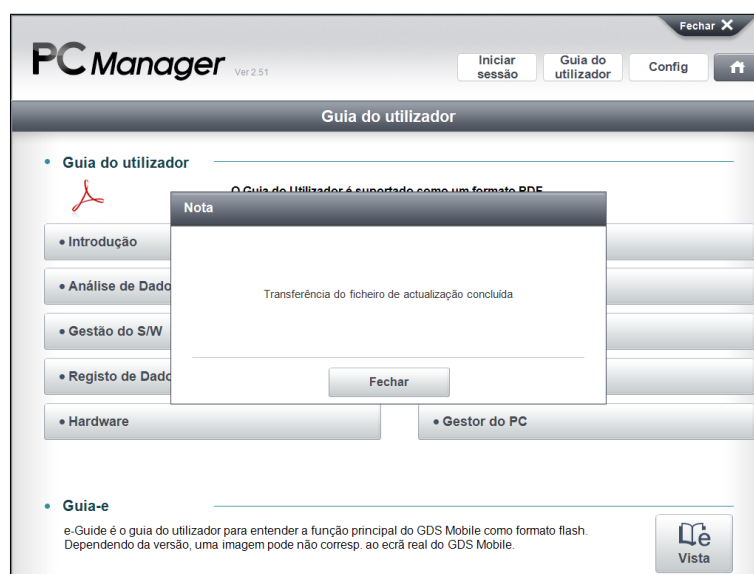 Fechar X
PC Manager Ver 2.51
Iniciar sessão
Guia do utilizador
Config
Guia do utilizador
• Guia do utilizador
O Guia do Utilizador é suportado como um formato PDF
Nota
• Introdução
• Análise de Dado
Transferência do ficheiro de actualização concluída
• Gestão do S/W
• Registo de Dado
Fechar
• Hardware
• Gestor do PC
• Guia-e
e-Guide é o guia do utilizador para entender a função principal do GDS Mobile como formato flash.
Dependendo da versão, uma imagem pode não corresp. ao ecrã real do GDS Mobile.
e
Vista